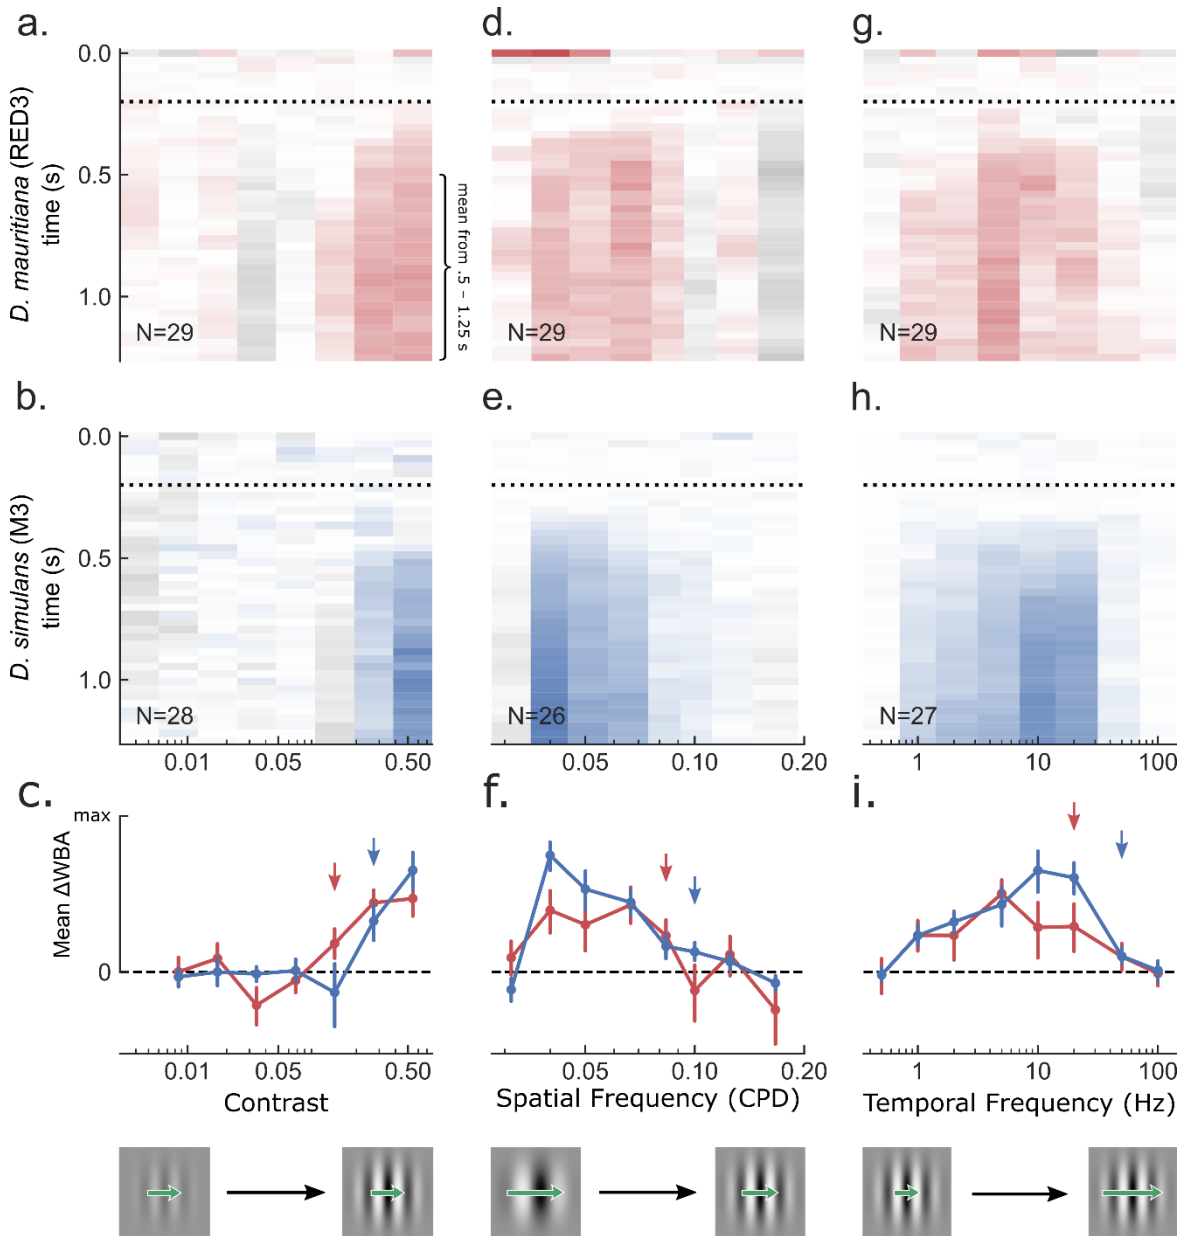 a.
d.
g.
D. mauritiana (RED3)
time (s)
0.0
0.5
1.0
N=29
mean from .5 – 1.25 s
N=29
N=29
b.
e.
h.
D. simulans (M3)
time (s)
0.0
0.5
1.0
N=28
N=26
N=27
0.01 0.05 0.50
0.05 0.10 0.20
1 10 100
c.
f.
i.
Mean ΔWBA
max
0
0.01 0.05 0.50
0.05 0.10 0.20
1 10 100
Contrast
Spatial Frequency (CPD)
Temporal Frequency (Hz)